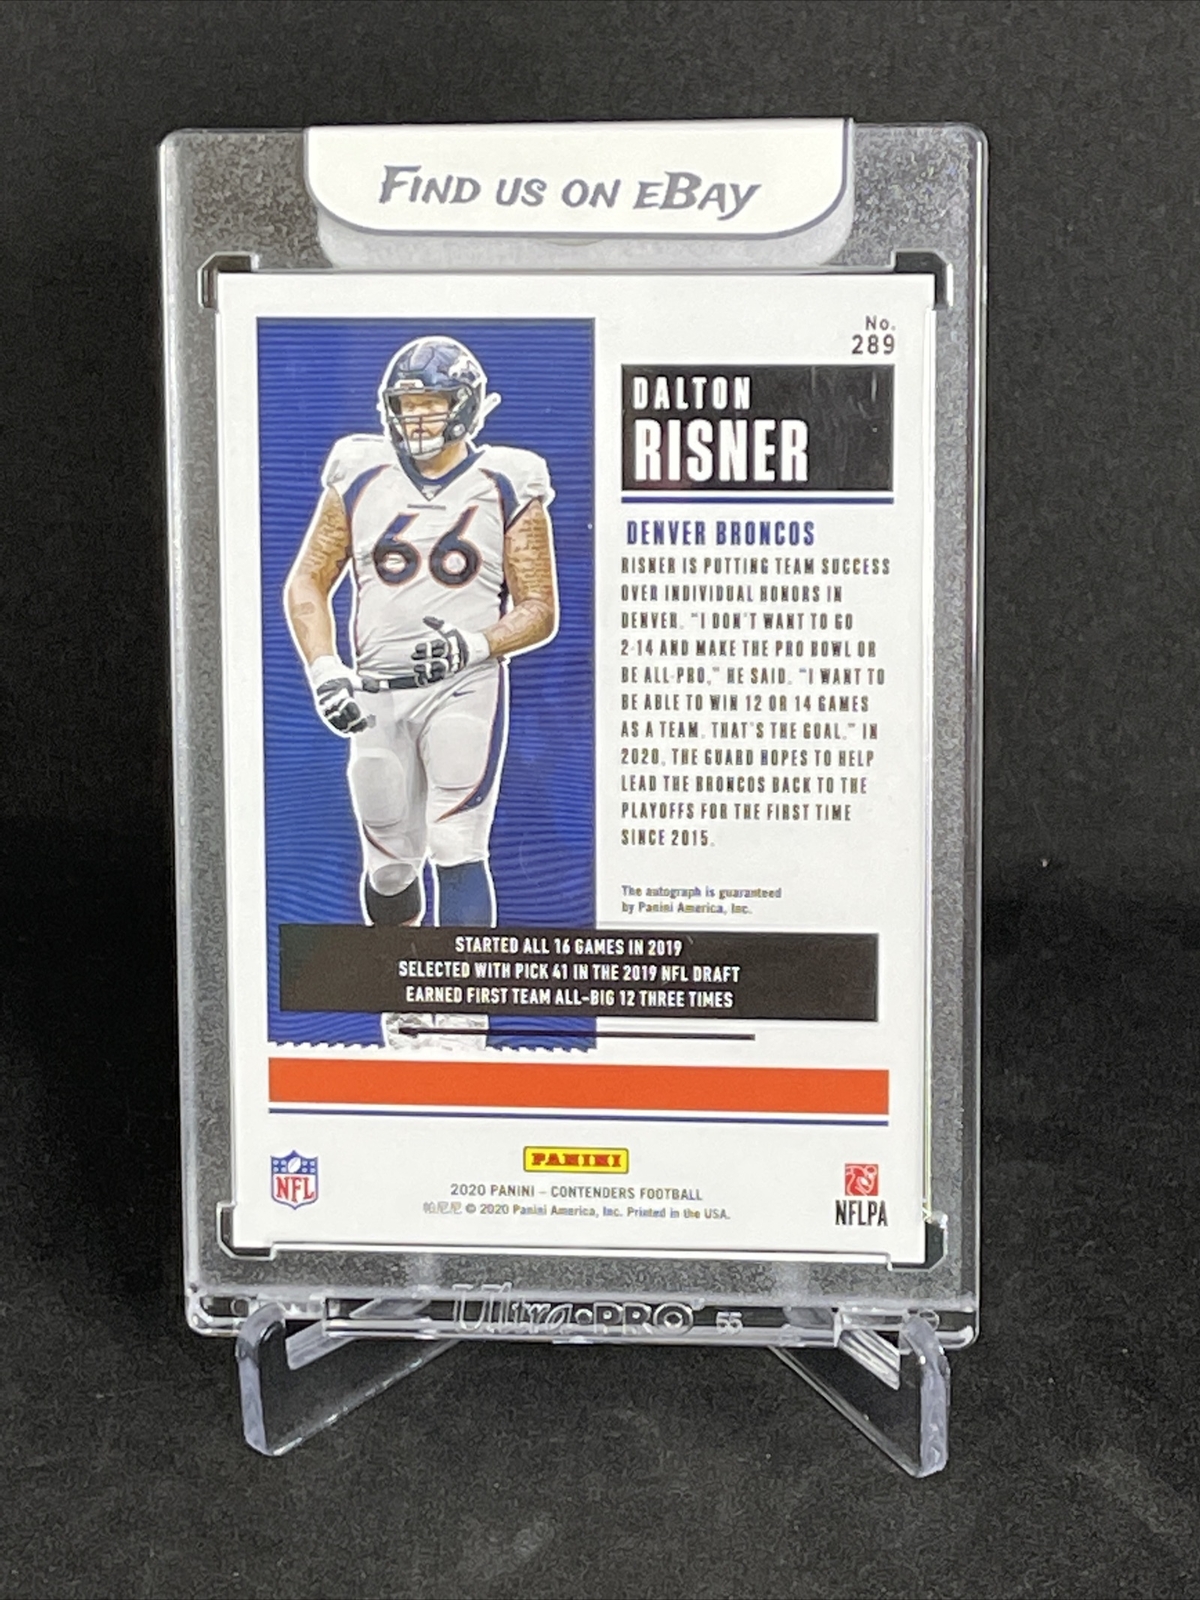 FIND US ON EBAY
No.
289
DALTON
RISNER
DENVER BRONCOS
RISNER IS PUTTING TEAM SUCCESS
OVER INDIVIDUAL HONORS IN
DENVER. "I DON'T WANT TO GO
2-14 AND MAKE THE PRO BOWL OR
BE ALL-PRO," HE SAID. "I WANT TO
BE ABLE TO WIN 12 OR 14 GAMES
AS A TEAM. THAT'S THE GOAL." IN
2020, THE GUARD HOPES TO HELP
LEAD THE BRONCOS BACK TO THE
PLAYOFFS FOR THE FIRST TIME
SINCE 2015.
The autograph is guaranteed
by Panini America, Inc.
66
STARTED ALL 16 GAMES IN 2019
SELECTED WITH PICK 41 IN THE 2019 NFL DRAFT
EARNED FIRST TEAM ALL-BIG 12 THREE TIMES
NFL
PANINI
2020 PANINI – CONTENDERS FOOTBALL
帕尼尼 © 2020 Panini America, Inc. Printed in the USA.
NFLPA
Ultra•PRO 55